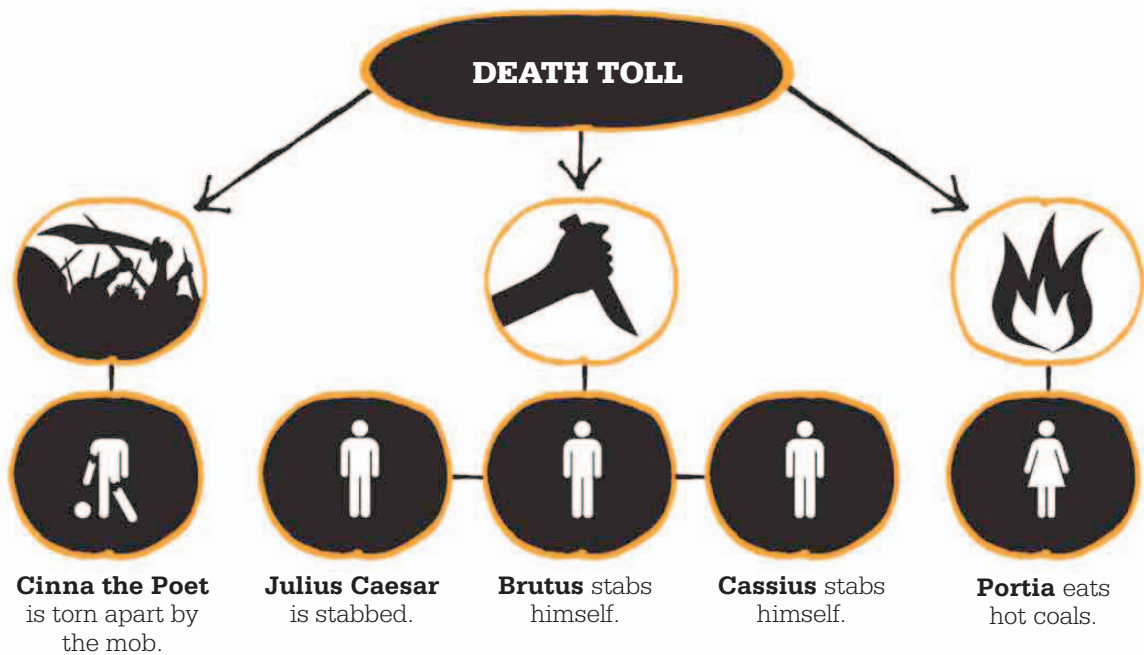 DEATH TOLL
Cinna the Poet
is torn apart by
the mob.
Julius Caesar
is stabbed.
Brutus stabs
himself.
Cassius stabs
himself.
Portia eats
hot coals.